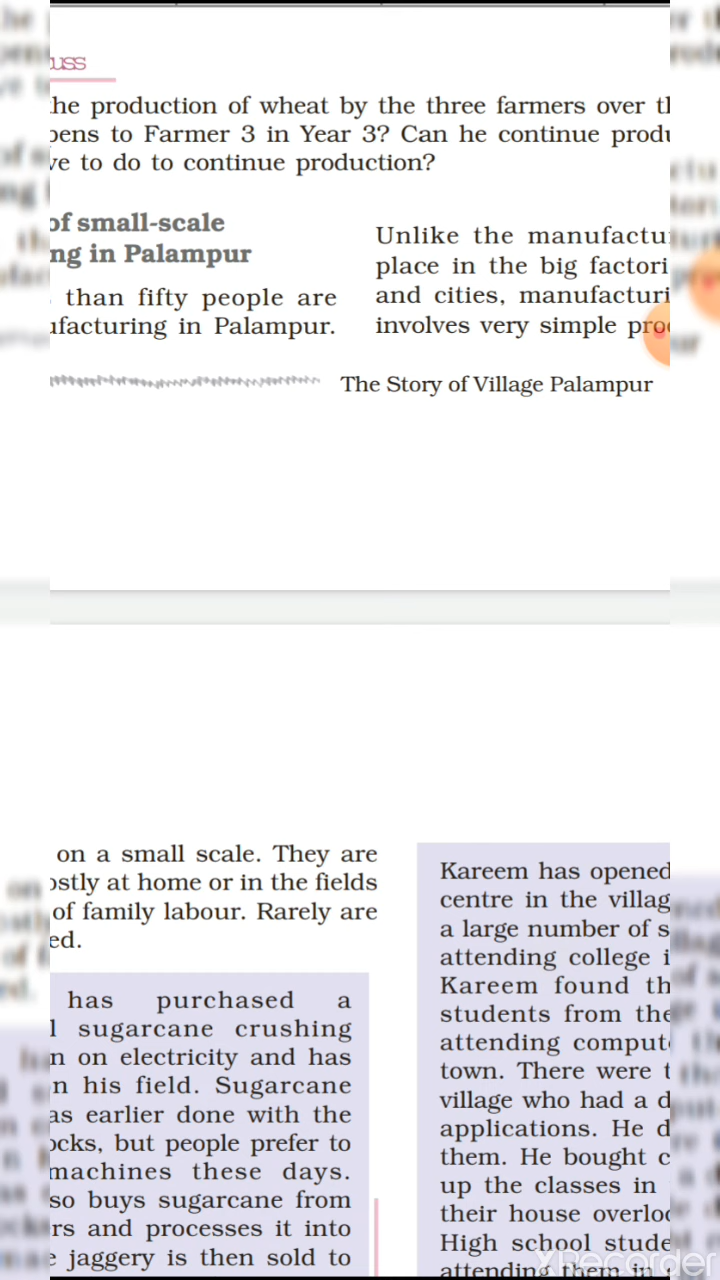 uss
the production of wheat by the three farmers over
pens to Farmer 3 in Year 3? Can he continue
ve to do to continue production?
of small-scale
ng in Palampur
than fifty people are
ufacturing in Palampur.
Unlike the manufactu
place in the big factori
and cities, manufacturi
involves very simple pro
The Story of Village Palampur
on a small scale. They are
ostly at home or in the fields
of family labour. Rarely are
ed.
has purchased a
l sugarcane crushing
n on electricity and has
n his field. Sugarcane
as earlier done with the
ocks, but people prefer to
machines these days.
so buys sugarcane from
rs and processes it into
e jaggery is then sold to
Kareem has opened
centre in the villag
a large number of s
attending college i
Kareem found th
students from the
attending comput
town. There were t
village who had a d
applications. He d
them. He bought c
up the classes in
their house overloo
High school stude
attending them in
XRecorder